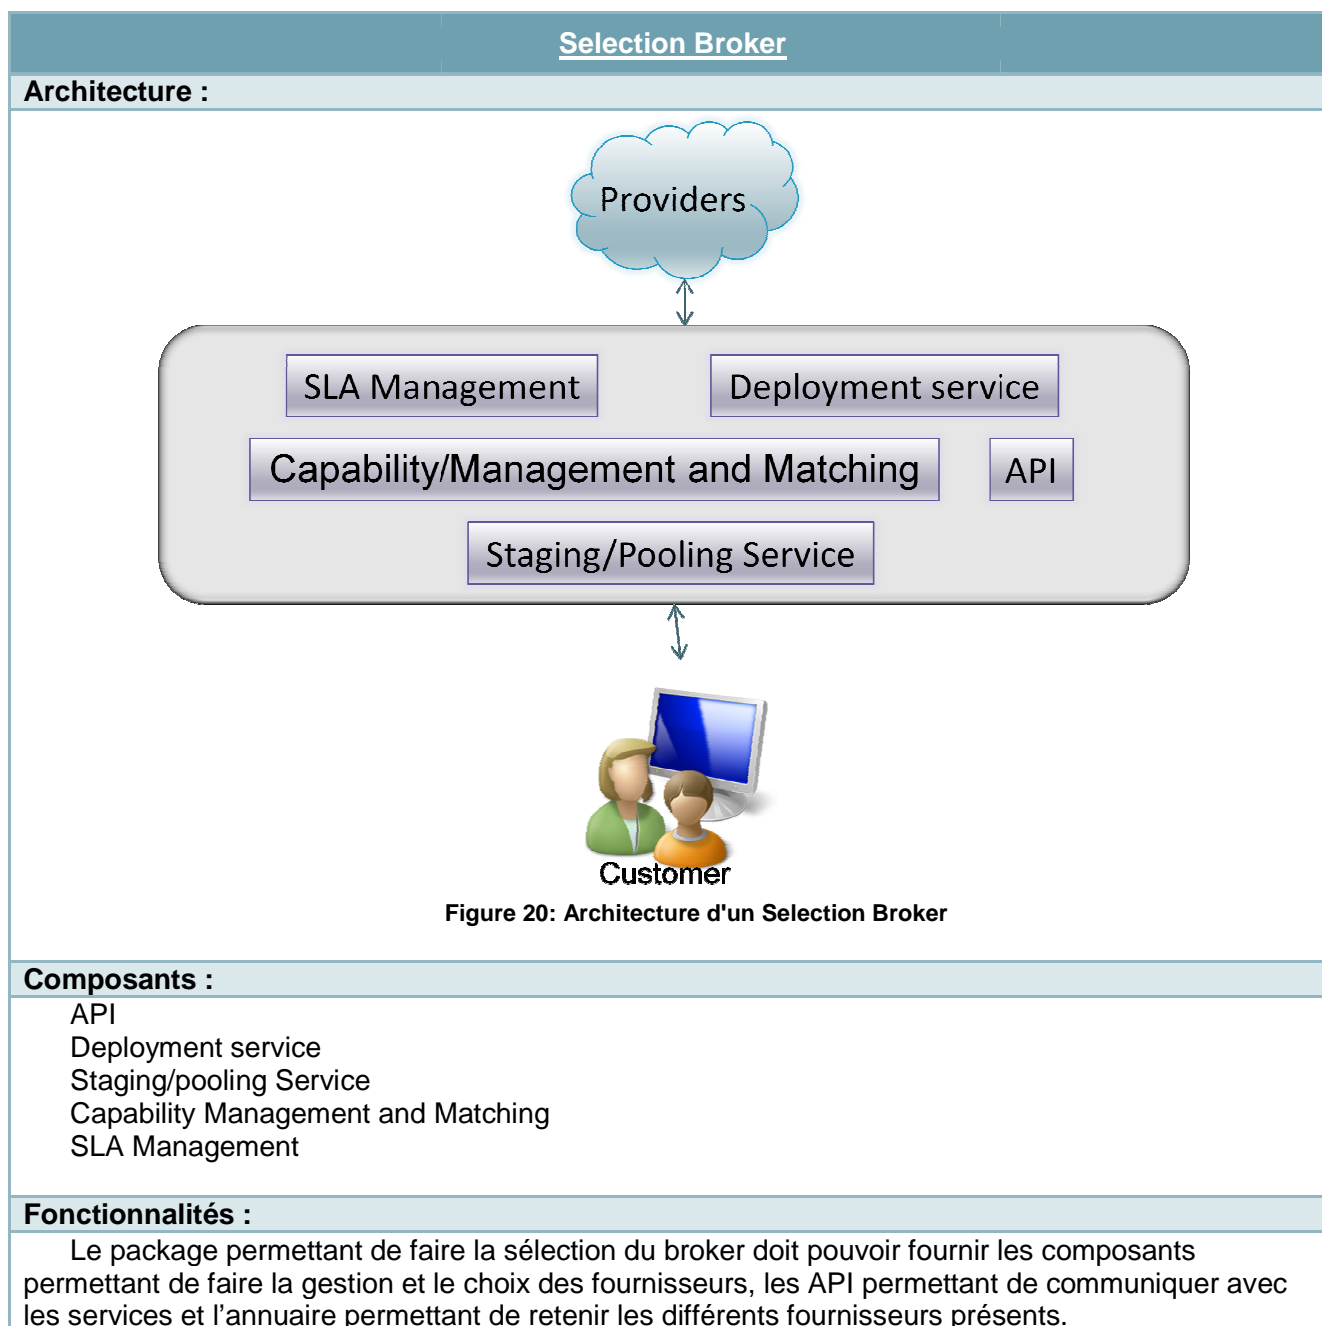 Selection Broker
Architecture :
Providers
SLA Management
Deployment service
Capability/Management and Matching
API
Staging/Pooling Service
Customer
Figure 20: Architecture d'un Selection Broker
Composants :
API
Deployment service
Staging/pooling Service
Capability Management and Matching
SLA Management
Fonctionnalités :
Le package permettant de faire la sélection du broker doit pouvoir fournir les composants
permettant de faire la gestion et le choix des fournisseurs, les API permettant de communiquer avec
les services et l’annuaire permettant de retenir les différents fournisseurs présents.